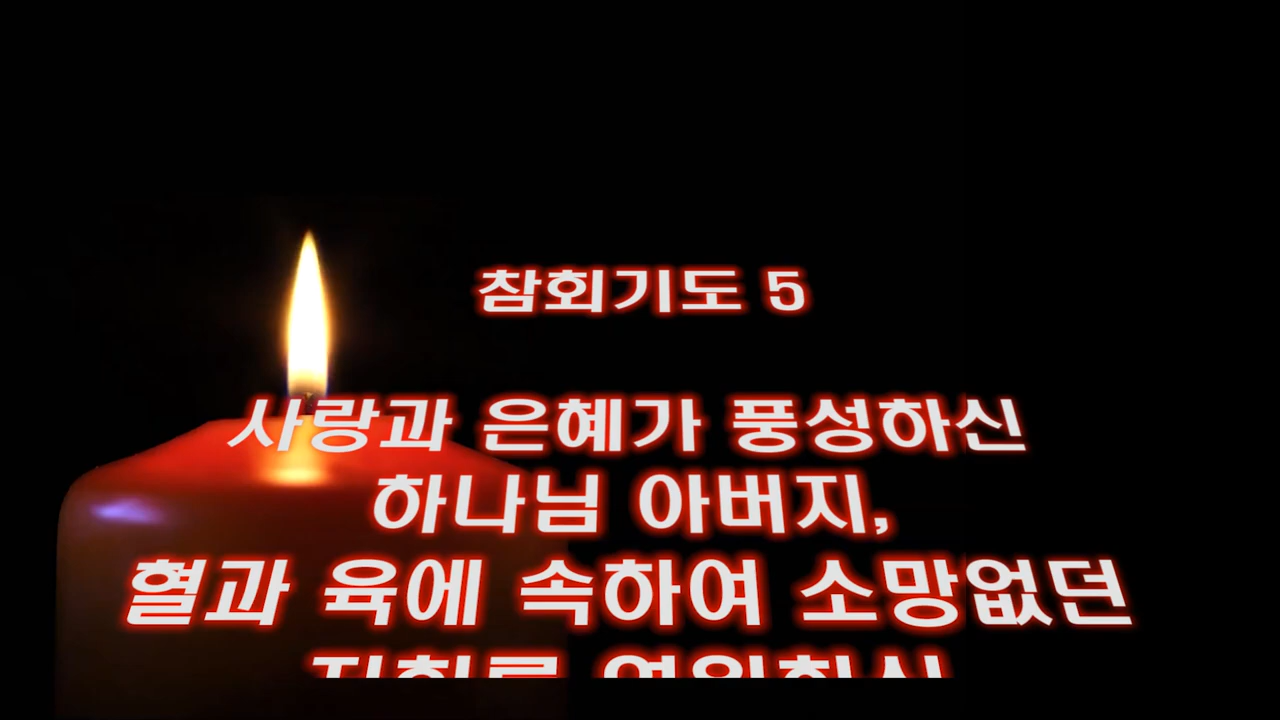 참회기도 5
사랑과 은혜가 풍성하신
하나님 아버지,
혈과 육에 속하여 소망없던